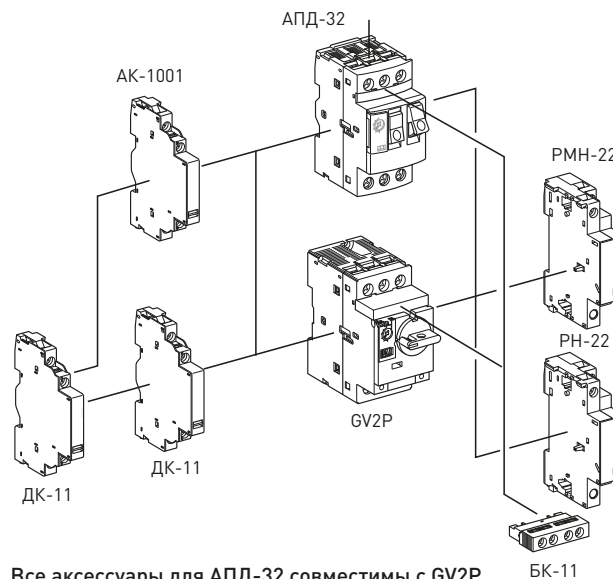 АПД-32
АК-1001
РМН-22
РН-22
GV2P
ДК-11
ДК-11
БК-11
Все аксессуары для АПД-32 совместимы с GV2P